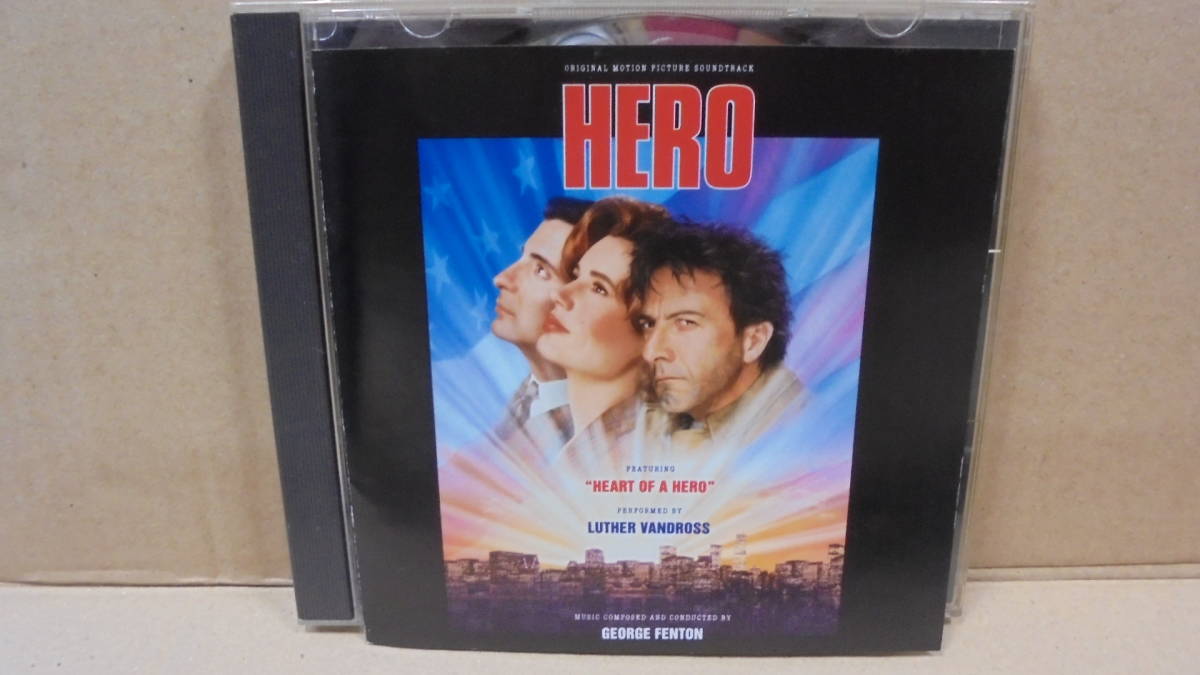 ORIGINAL MOTION PICTURE SOUNDTRACK
HERO
FEATURING
"HEART OF A HERO"
PERFORMED BY
LUTHER VANDROSS
MUSIC COMPOSED AND CONDUCTED BY
GEORGE FENTON